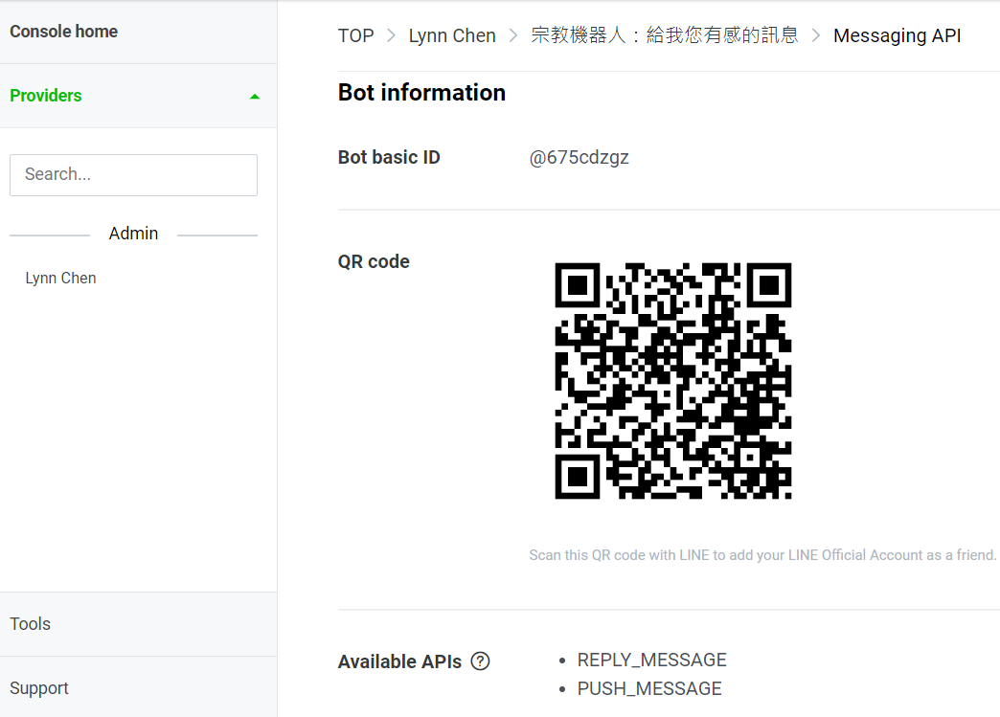 Console home
Providers
Search...
Admin
Lynn Chen
Tools
Support
TOP > Lynn Chen > 宗教機器人：給我您有感的訊息 > Messaging API
Bot information
Bot basic ID @675cdzgz
QR code
Scan this QR code with LINE to add your LINE Official Account as a friend.
Available APIs ?
• REPLY_MESSAGE
• PUSH_MESSAGE